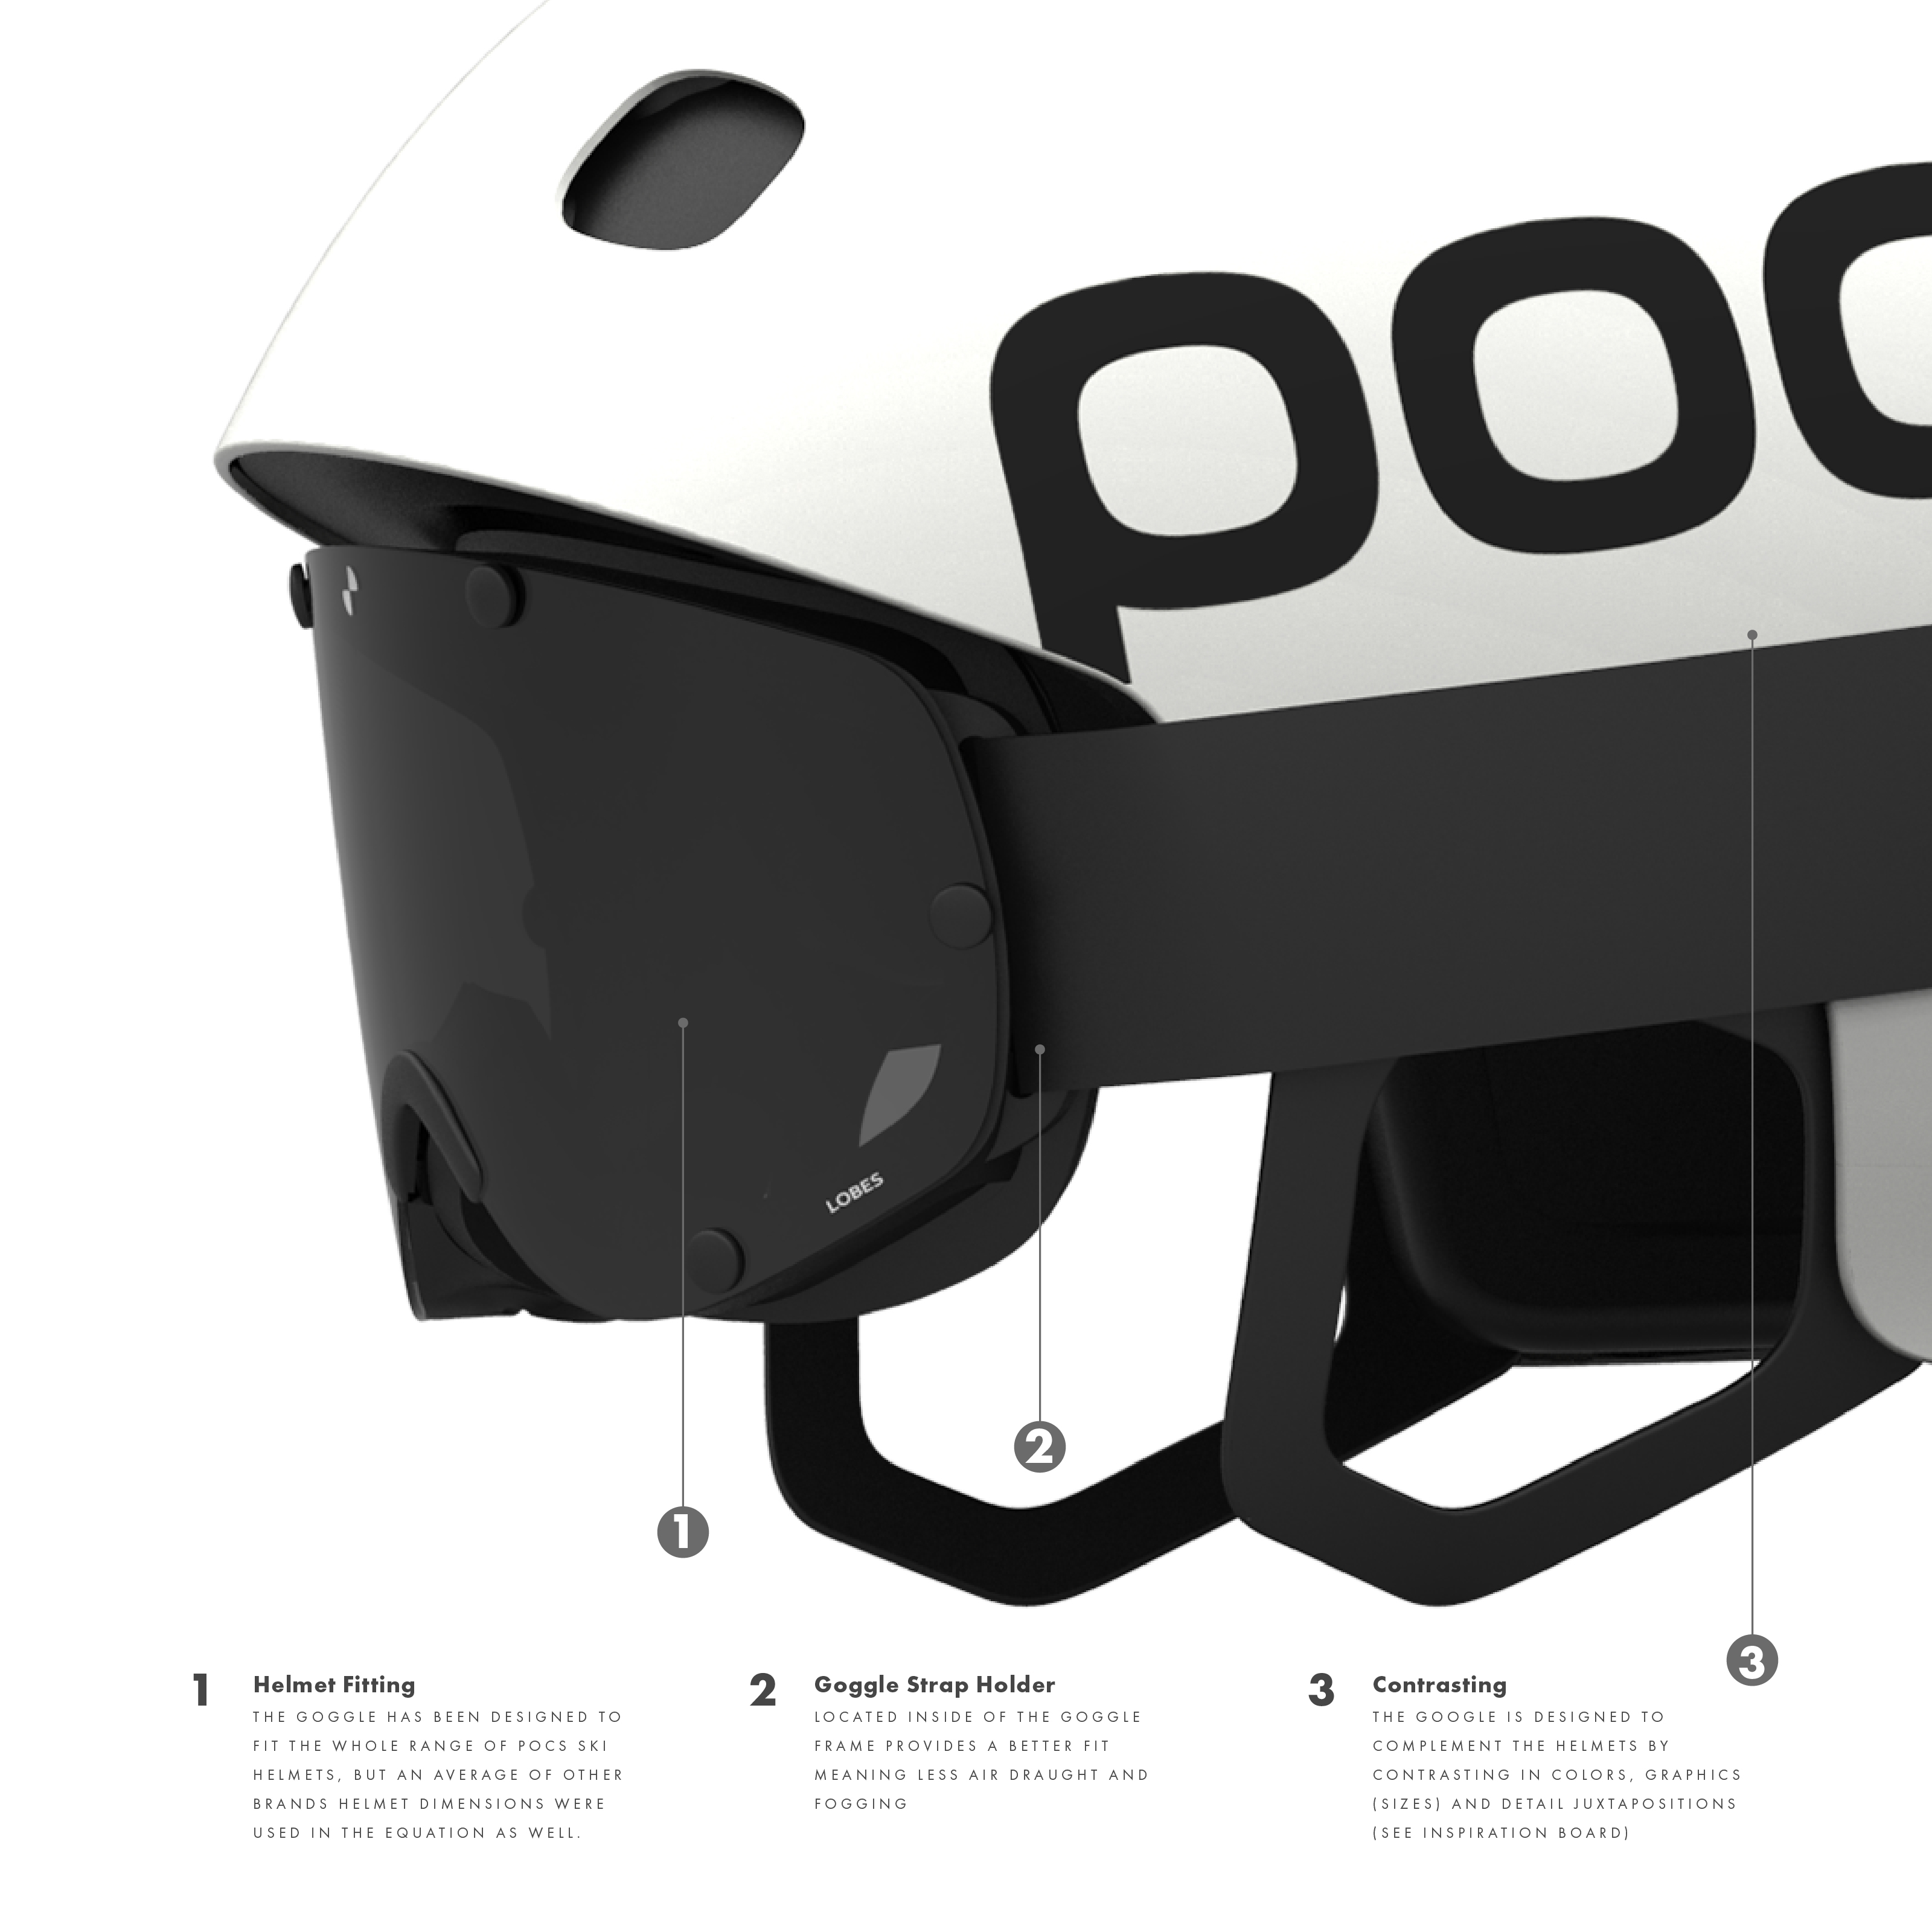 poc
LOBES
2
1
3
1 Helmet Fitting
THE GOGGLE HAS BEEN DESIGNED TO
FIT THE WHOLE RANGE OF POCS SKI
HELMETS, BUT AN AVERAGE OF OTHER
BRANDS HELMET DIMENSIONS WERE
USED IN THE EQUATION AS WELL.
2 Goggle Strap Holder
LOCATED INSIDE OF THE GOGGLE
FRAME PROVIDES A BETTER FIT
MEANING LESS AIR DRAUGHT AND
FOGGING
3 Contrasting
THE GOOGLE IS DESIGNED TO
COMPLEMENT THE HELMETS BY
CONTRASTING IN COLORS, GRAPHICS
(SIZES) AND DETAIL JUXTAPOSITIONS
(SEE INSPIRATION BOARD)